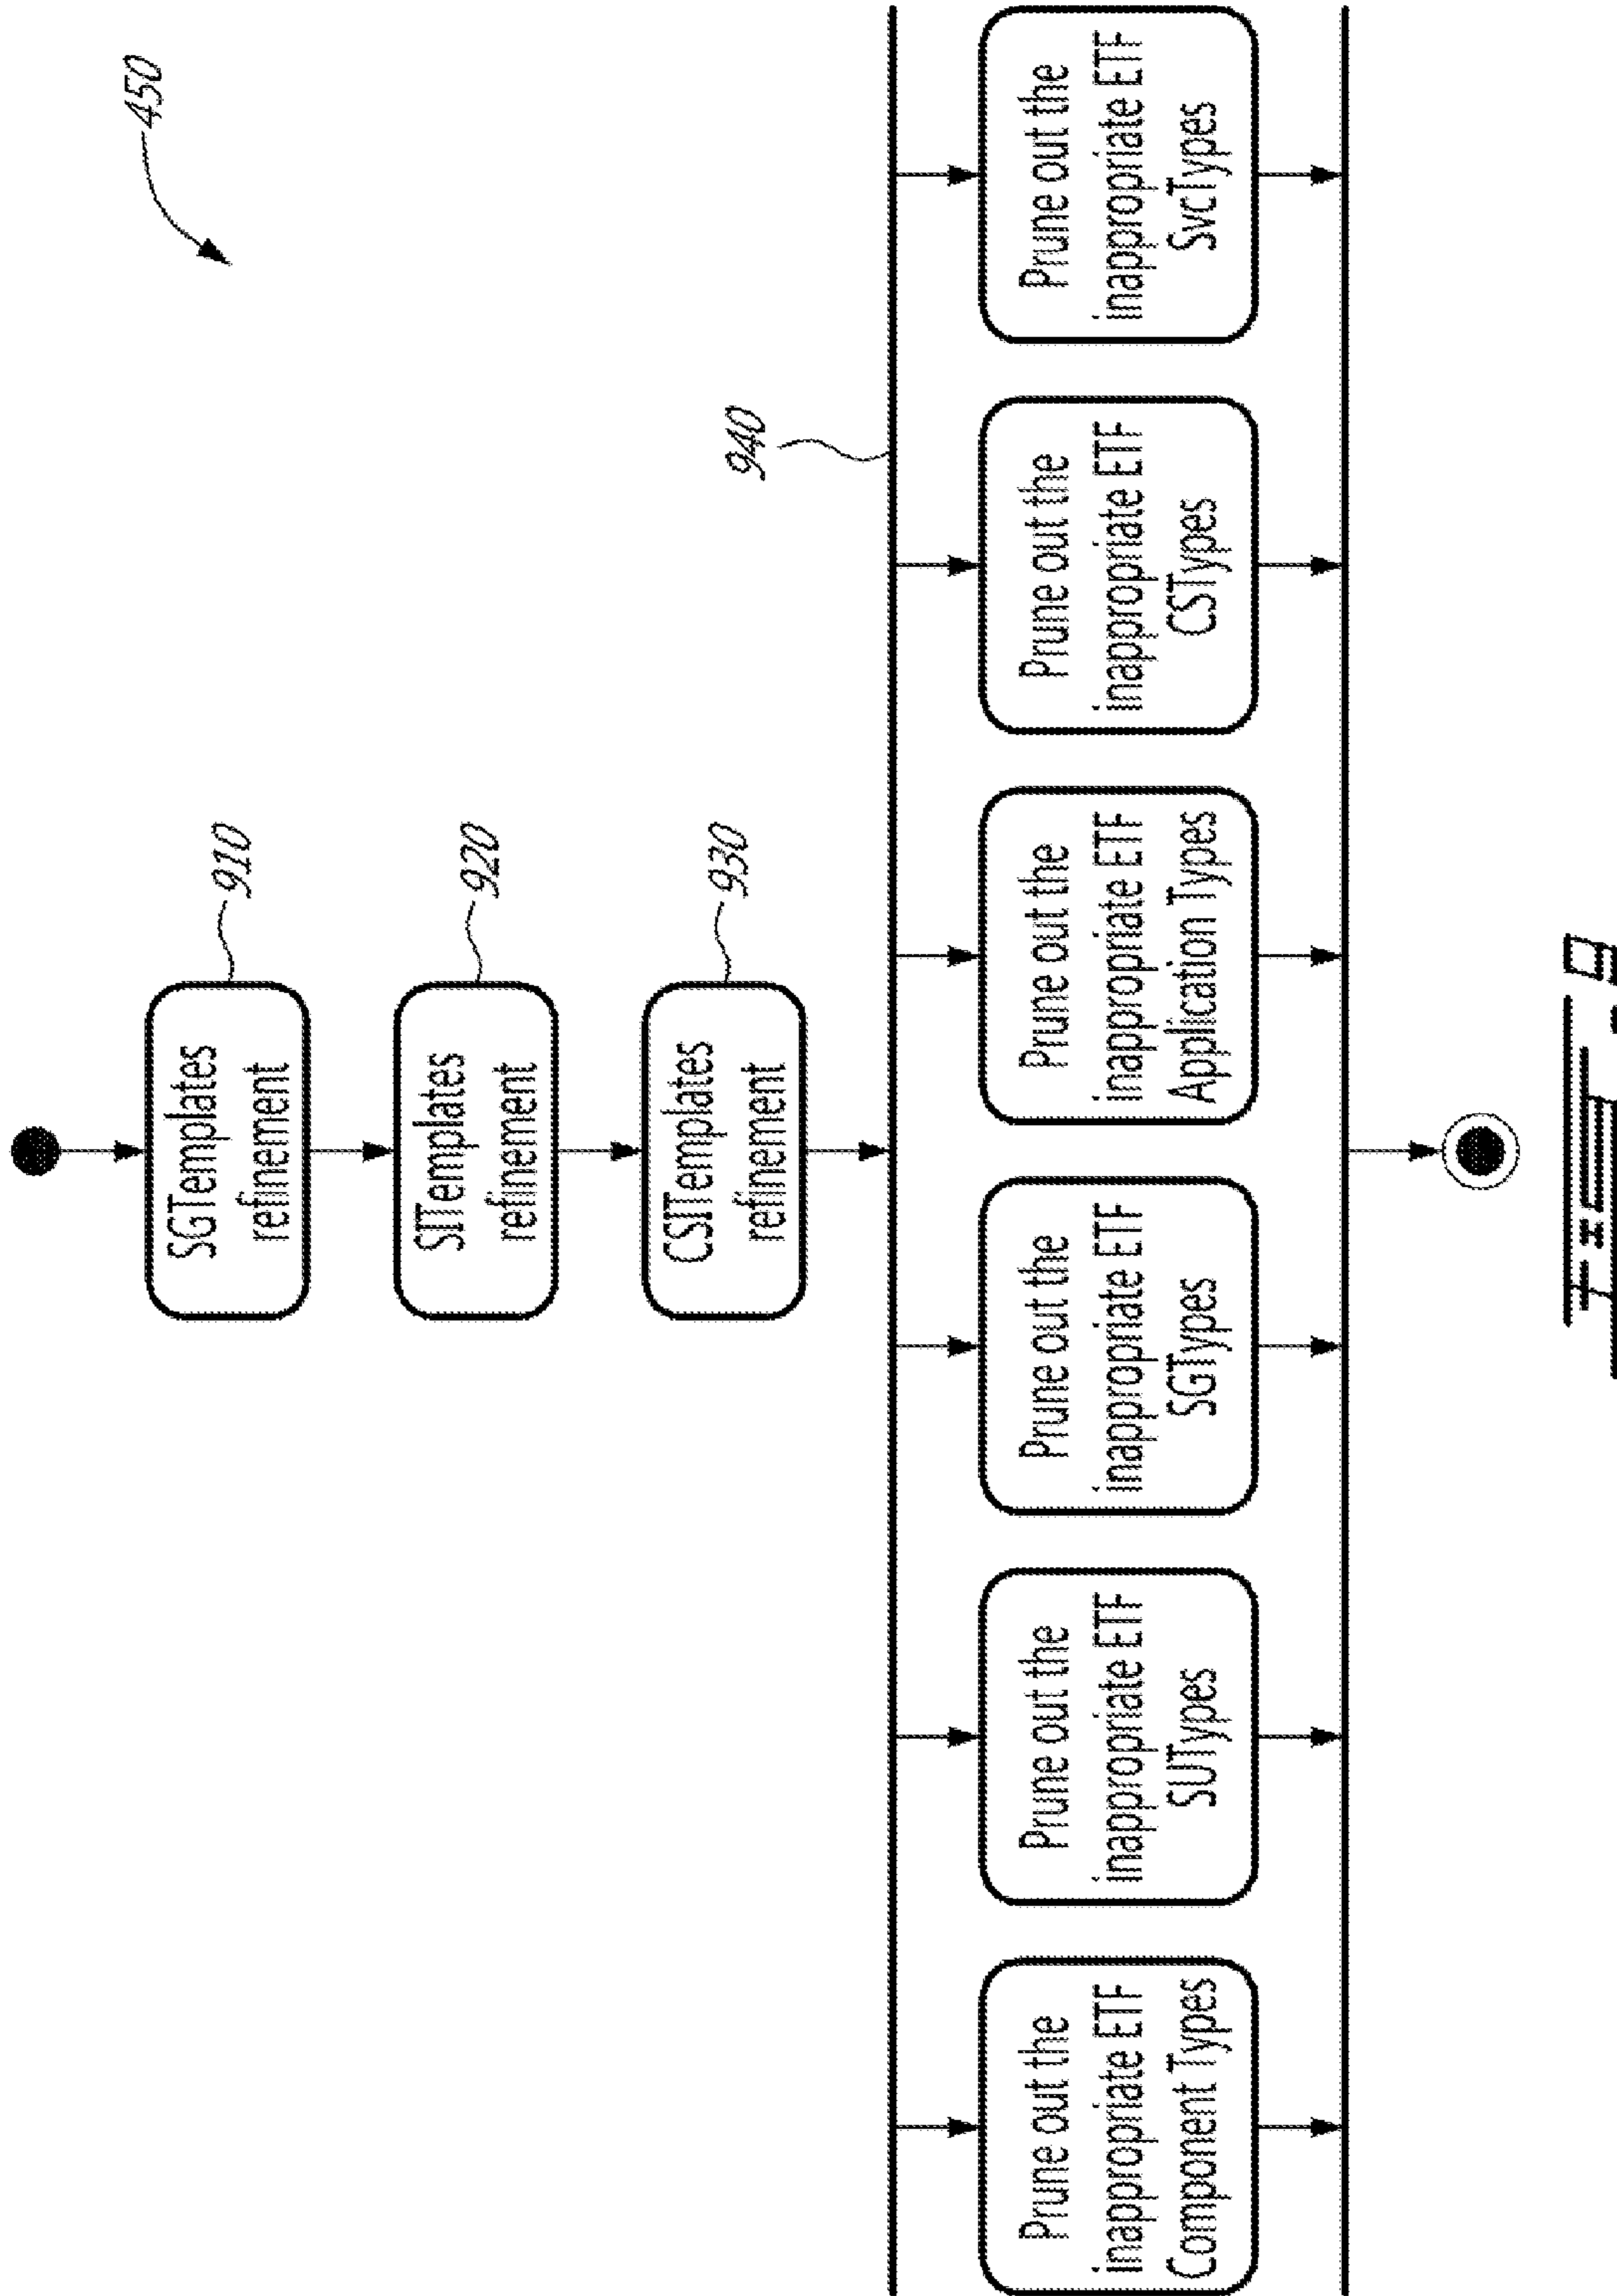 450
SGTemplates
refinement
910
SITemplates
refinement
920
CSITemplates
refinement
930
940
Prune out the
inappropriate ETF
Component Types
Prune out the
inappropriate ETF
SUTypes
Prune out the
inappropriate ETF
SGTypes
Prune out the
inappropriate ETF
Application Types
Prune out the
inappropriate ETF
CSTypes
Prune out the
inappropriate ETF
SvcTypes